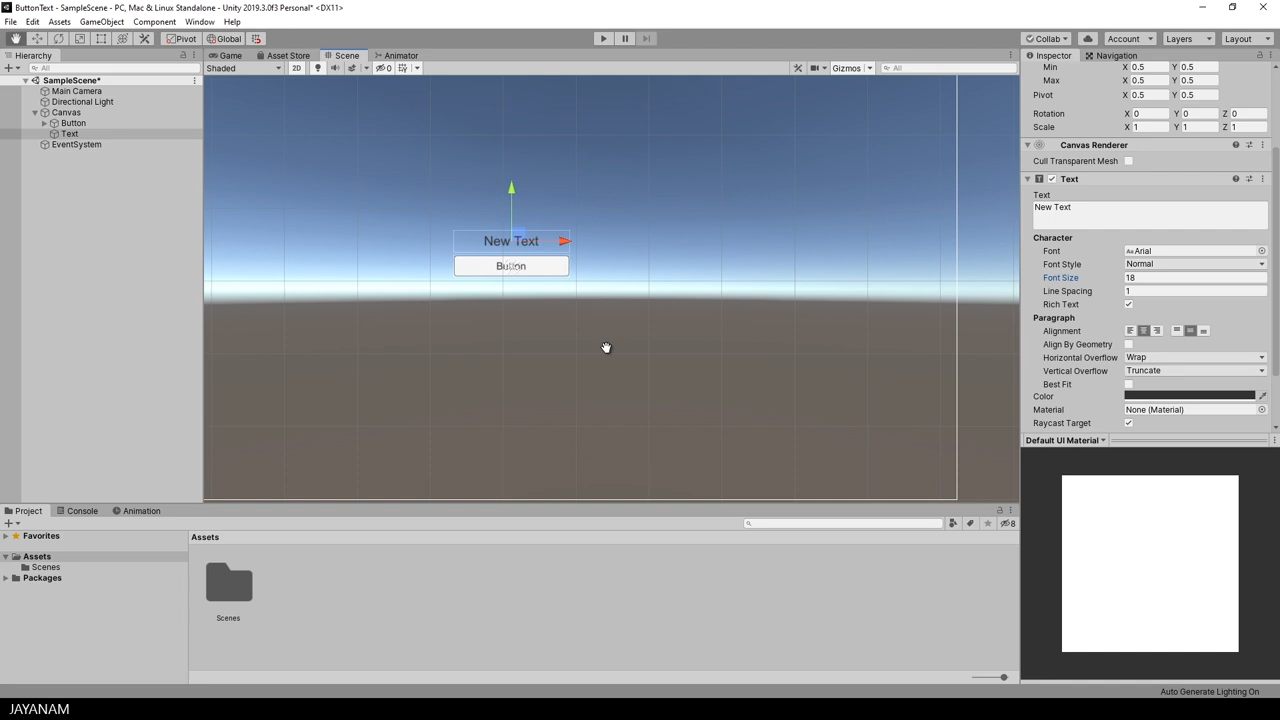 ButtonText - SampleScene - PC, Mac & Linux Standalone - Unity 2019.3.0f3 Personal* <DX11>
File Edit Assets GameObject Component Window Help
Pivot Global Collab Account Layers Layout
Hierarchy
All
SampleScene*
Main Camera
Directional Light
Canvas
Button
Text
EventSystem
Game Asset Store Scene Animator
Shaded 2D 0 Gizmos All
New Text
Button
Inspector Navigation
Min X 0.5 Y 0.5
Max X 0.5 Y 0.5
Pivot X 0.5 Y 0.5
Rotation X 0 Y 0 Z 0
Scale X 1 Y 1 Z 1
Canvas Renderer
Cull Transparent Mesh
Text
Text
New Text
Character
Font Arial
Font Style Normal
Font Size 18
Line Spacing 1
Rich Text
Paragraph
Alignment
Align By Geometry
Horizontal Overflow Wrap
Vertical Overflow Truncate
Best Fit
Color
Material None (Material)
Raycast Target
Default UI Material
Project Console Animation
8
Favorites
Assets
Scenes
Packages
Assets
Scenes
Auto Generate Lighting On
JAYANAM